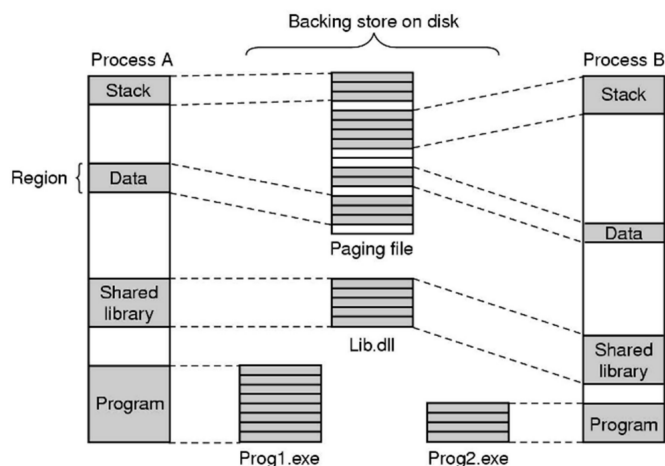 Backing store on disk
Process A
Process B
Stack
Stack
Region
Data
Data
Paging file
Shared
library
Lib.dll
Shared
library
Program
Program
Prog1.exe
Prog2.exe